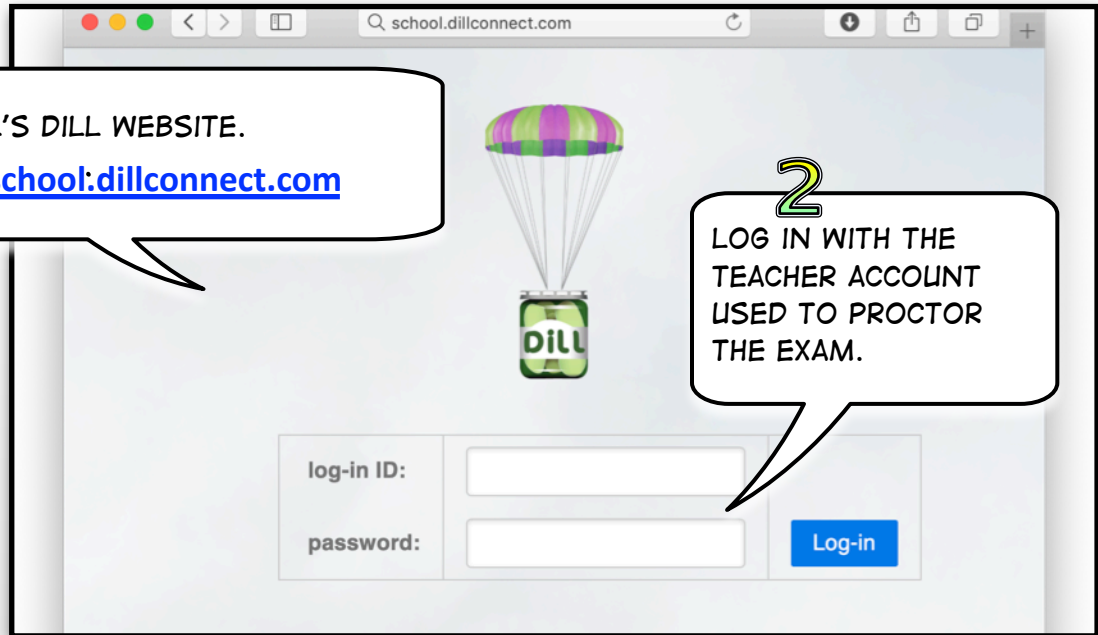 school.dillconnect.com
'S DILL WEBSITE.
school.dillconnect.com
2
LOG IN WITH THE
TEACHER ACCOUNT
USED TO PROCTOR
THE EXAM.
DiLL
log-in ID:
password:
Log-in